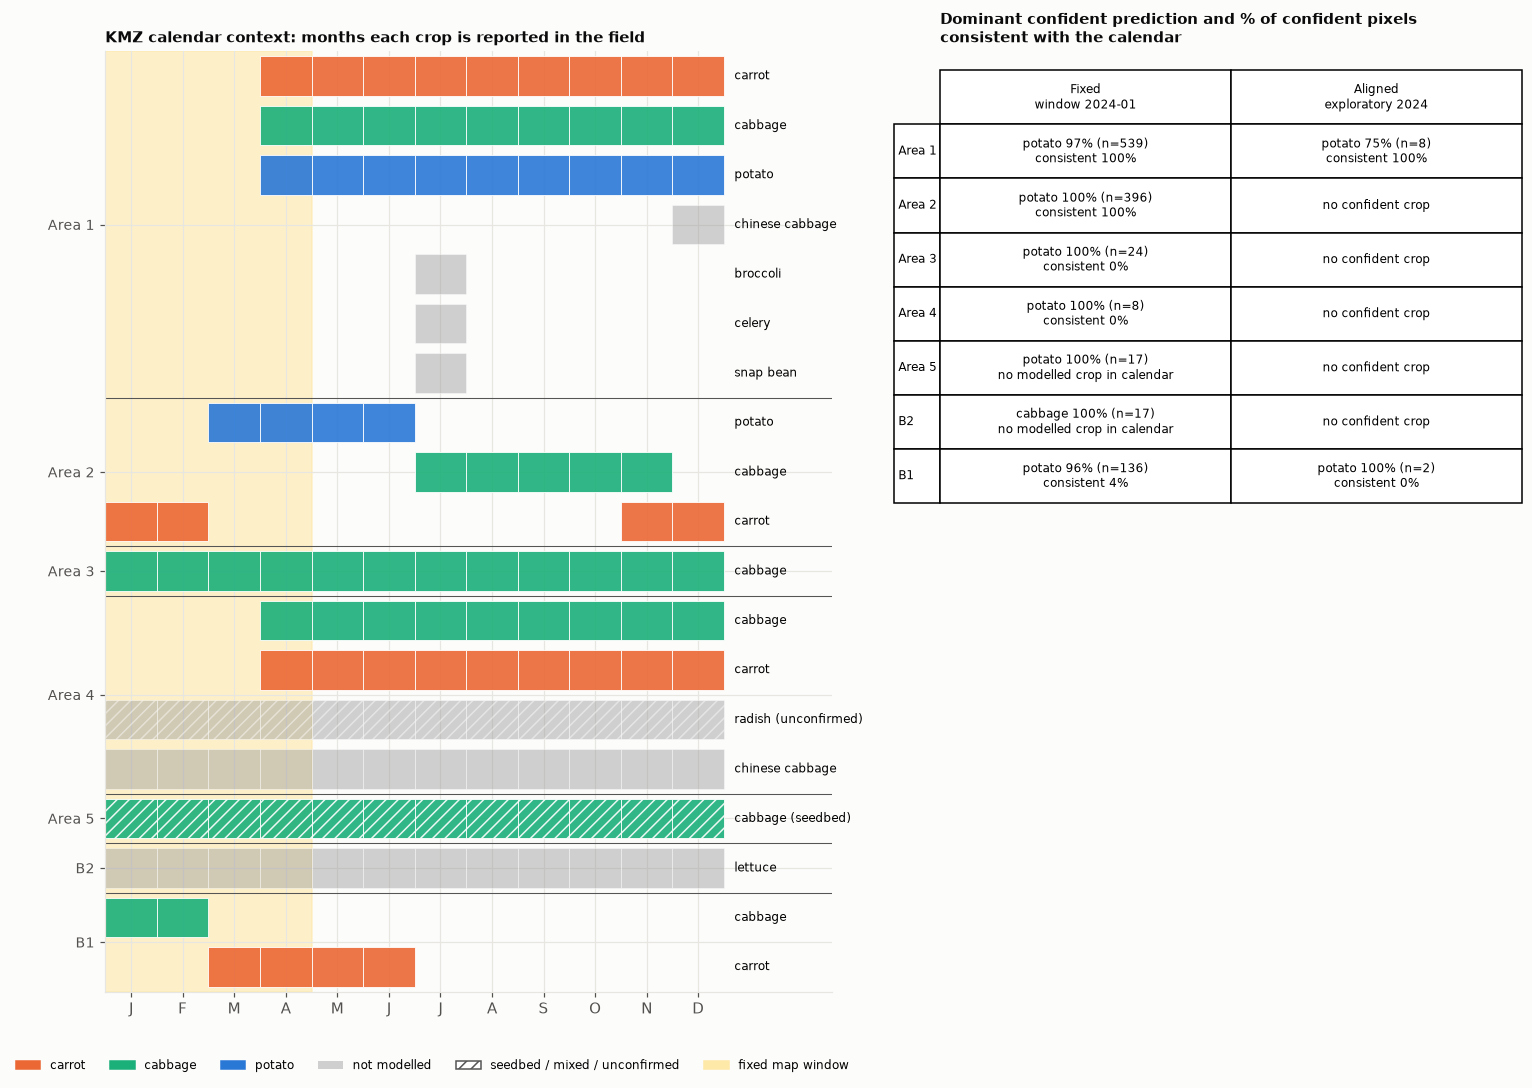 KMZ calendar context: months each crop is reported in the field
carrot
cabbage
potato
Area 1
chinese cabbage
broccoli
celery
snap bean
potato
Area 2
cabbage
carrot
Area 3
cabbage
cabbage
carrot
Area 4
radish (unconfirmed)
chinese cabbage
Area 5
cabbage (seedbed)
B2
lettuce
cabbage
B1
carrot
J F M A M J J A S O N D
carrot cabbage potato not modelled seedbed / mixed / unconfirmed fixed map window
Dominant confident prediction and % of confident pixels
consistent with the calendar
Fixed
window 2024-01
Aligned
exploratory 2024
Area 1
potato 97% (n=539)
consistent 100%
potato 75% (n=8)
consistent 100%
Area 2
potato 100% (n=396)
consistent 100%
no confident crop
Area 3
potato 100% (n=24)
consistent 0%
no confident crop
Area 4
potato 100% (n=8)
consistent 0%
no confident crop
Area 5
potato 100% (n=17)
no modelled crop in calendar
no confident crop
B2
cabbage 100% (n=17)
no modelled crop in calendar
no confident crop
B1
potato 96% (n=136)
consistent 4%
potato 100% (n=2)
consistent 0%